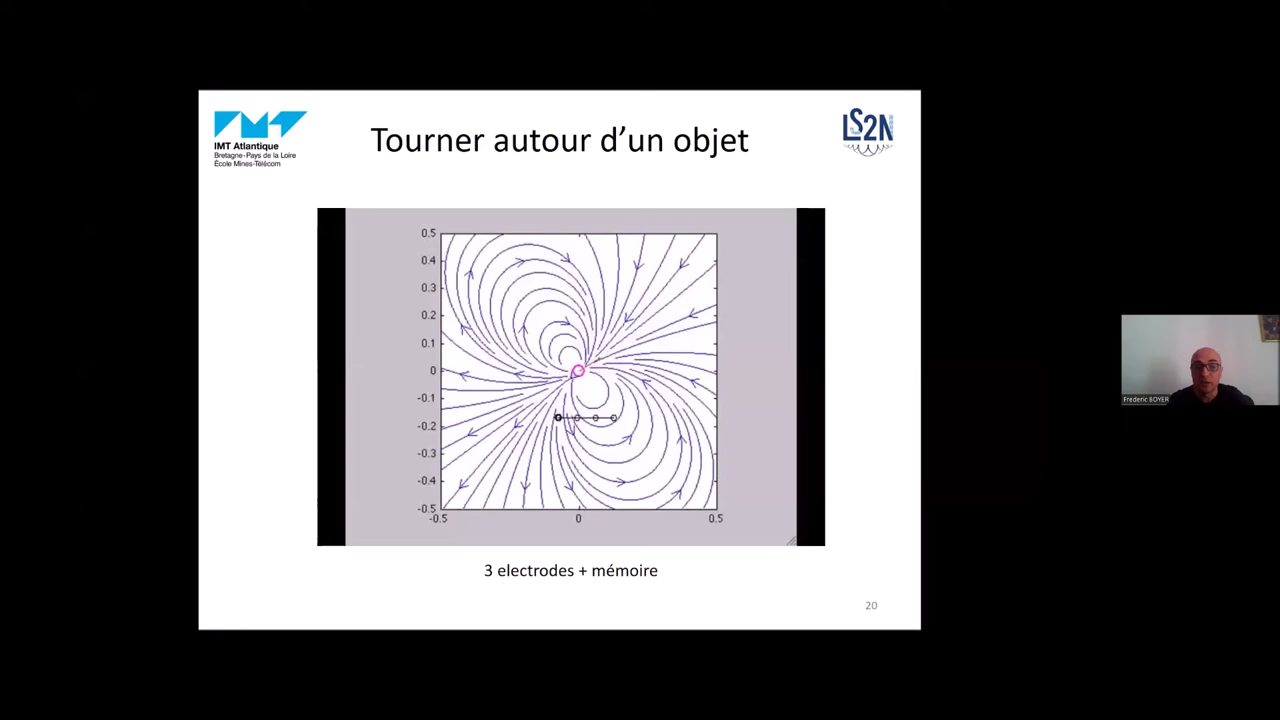 IMT Atlantique
Bretagne-Pays de la Loire
École Mines-Télécom
Tourner autour d'un objet
LS2N
0.5
0.4
0.3
0.2
0.1
0
-0.1
-0.2
-0.3
-0.4
-0.5
-0.5 0 0.5
3 electrodes + mémoire
20
Frederic BOYER